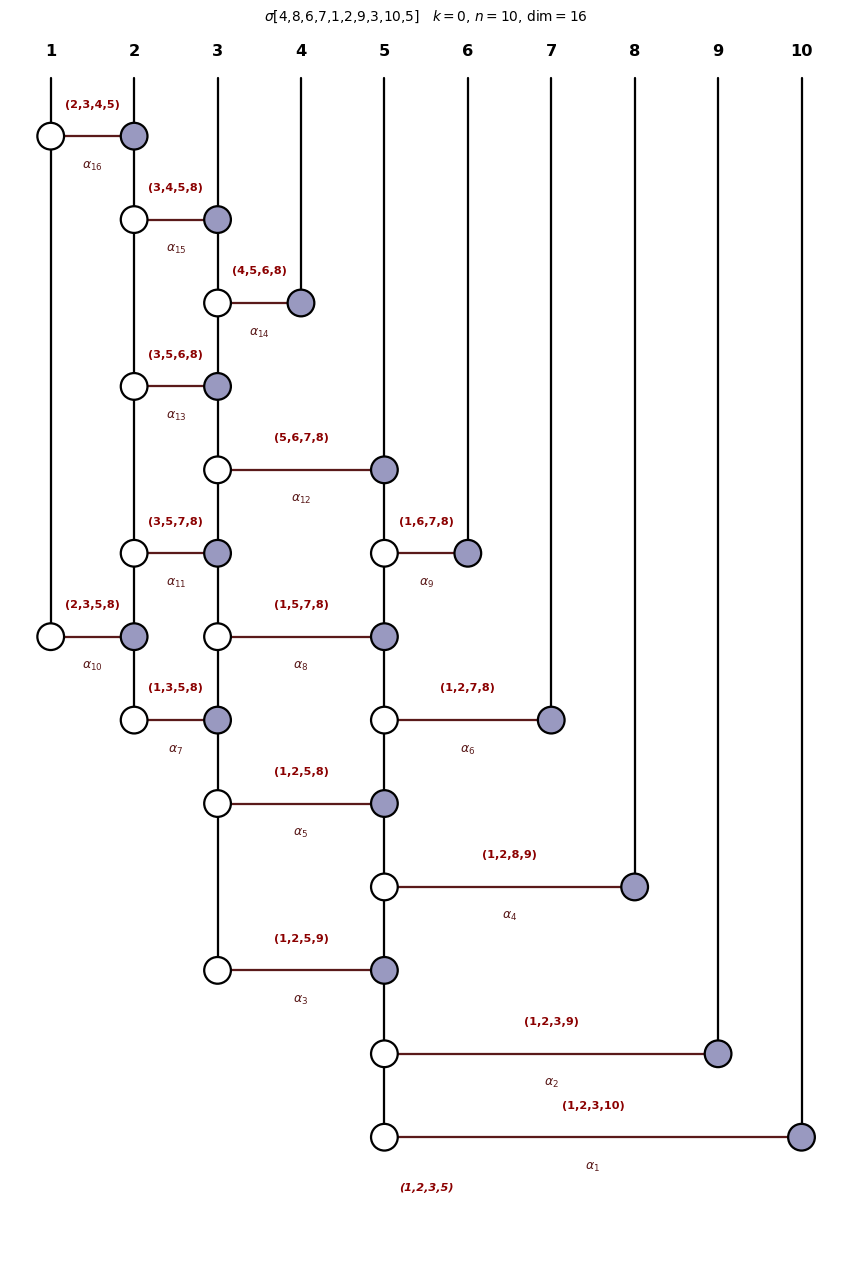 σ[4,8,6,7,1,2,9,3,10,5] k=0, n=10, dim=16
1 2 3 4 5 6 7 8 9 10
(2,3,4,5)
α₁₆
(3,4,5,8)
α₁₅
(4,5,6,8)
α₁₄
(3,5,6,8)
α₁₃
(5,6,7,8)
α₁₂
(3,5,7,8) (1,6,7,8)
α₁₁ α₉
(2,3,5,8) (1,5,7,8)
α₁₀ α₈
(1,3,5,8) (1,2,7,8)
α₇ α₆
(1,2,5,8)
α₅
(1,2,8,9)
α₄
(1,2,5,9)
α₃
(1,2,3,9)
α₂
(1,2,3,10)
α₁
(1,2,3,5)